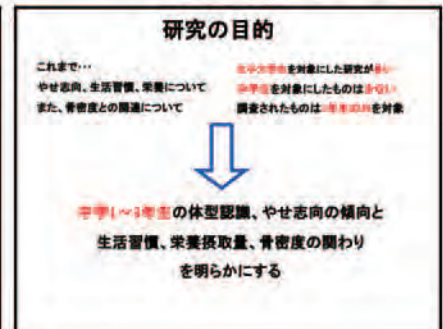 研究の目的
これまで…
やせ志向、生活習慣、栄養について
また、骨密度との関連について
女子大学生を対象にした研究が多い
中学生を対象にしたものは少ない
調査されたものは を対象
中学1～3年生の体型認識、やせ志向の傾向と
生活習慣、栄養摂取量、骨密度の関わり
を明らかにする